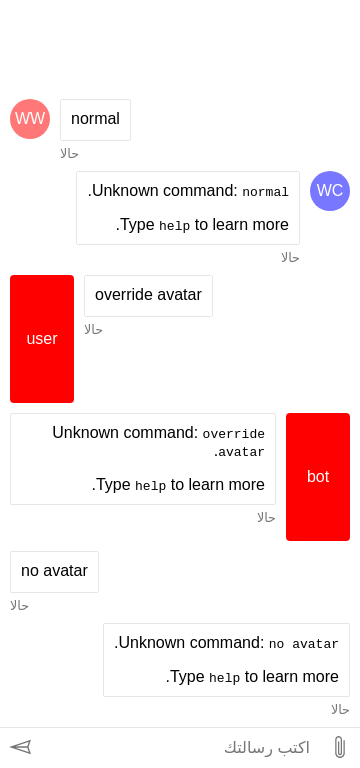 WW
normal
حالا
WC
Unknown command: normal.
Type help to learn more.
حالا
user
override avatar
حالا
bot
Unknown command: override
avatar.
Type help to learn more.
حالا
no avatar
حالا
Unknown command: no avatar.
Type help to learn more.
حالا
اكتب رسالتك